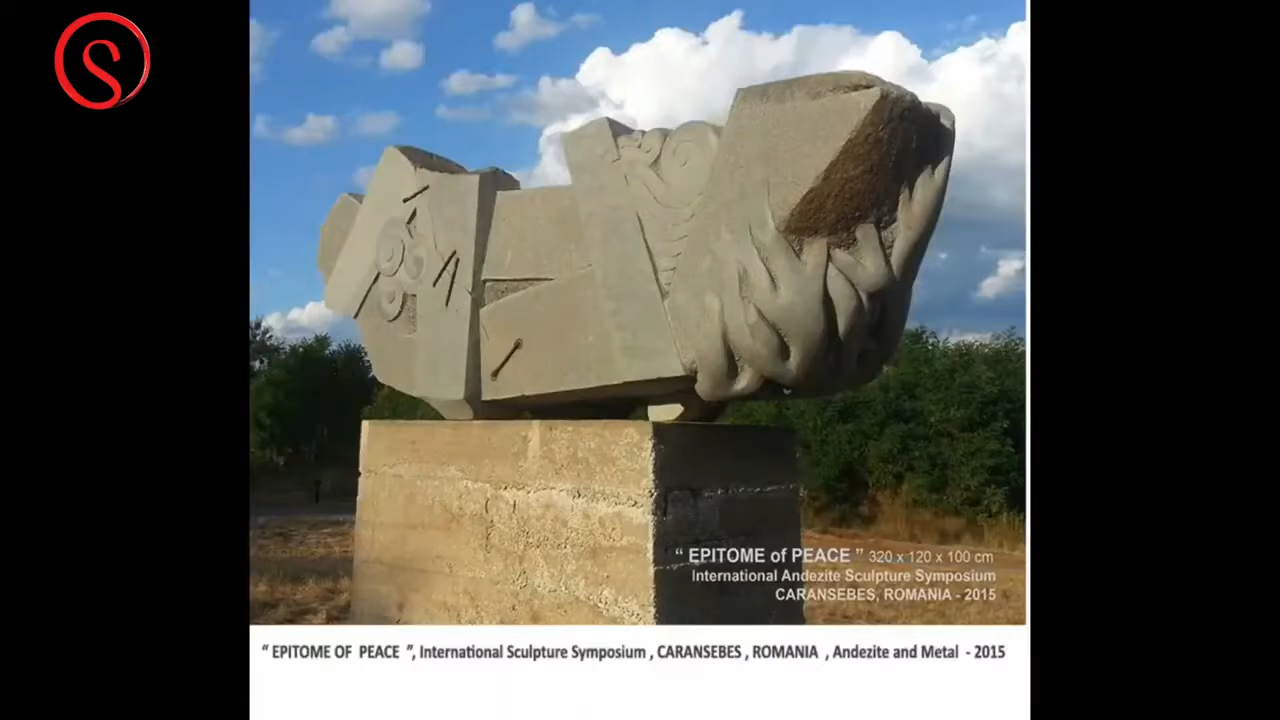 S
“ EPITOME of PEACE ” 320 x 120 x 100 cm
International Andezite Sculpture Symposium
CARANSEBES, ROMANIA - 2015
“ EPITOME OF PEACE ”, International Sculpture Symposium , CARANSEBES , ROMANIA , Andezite and Metal - 2015